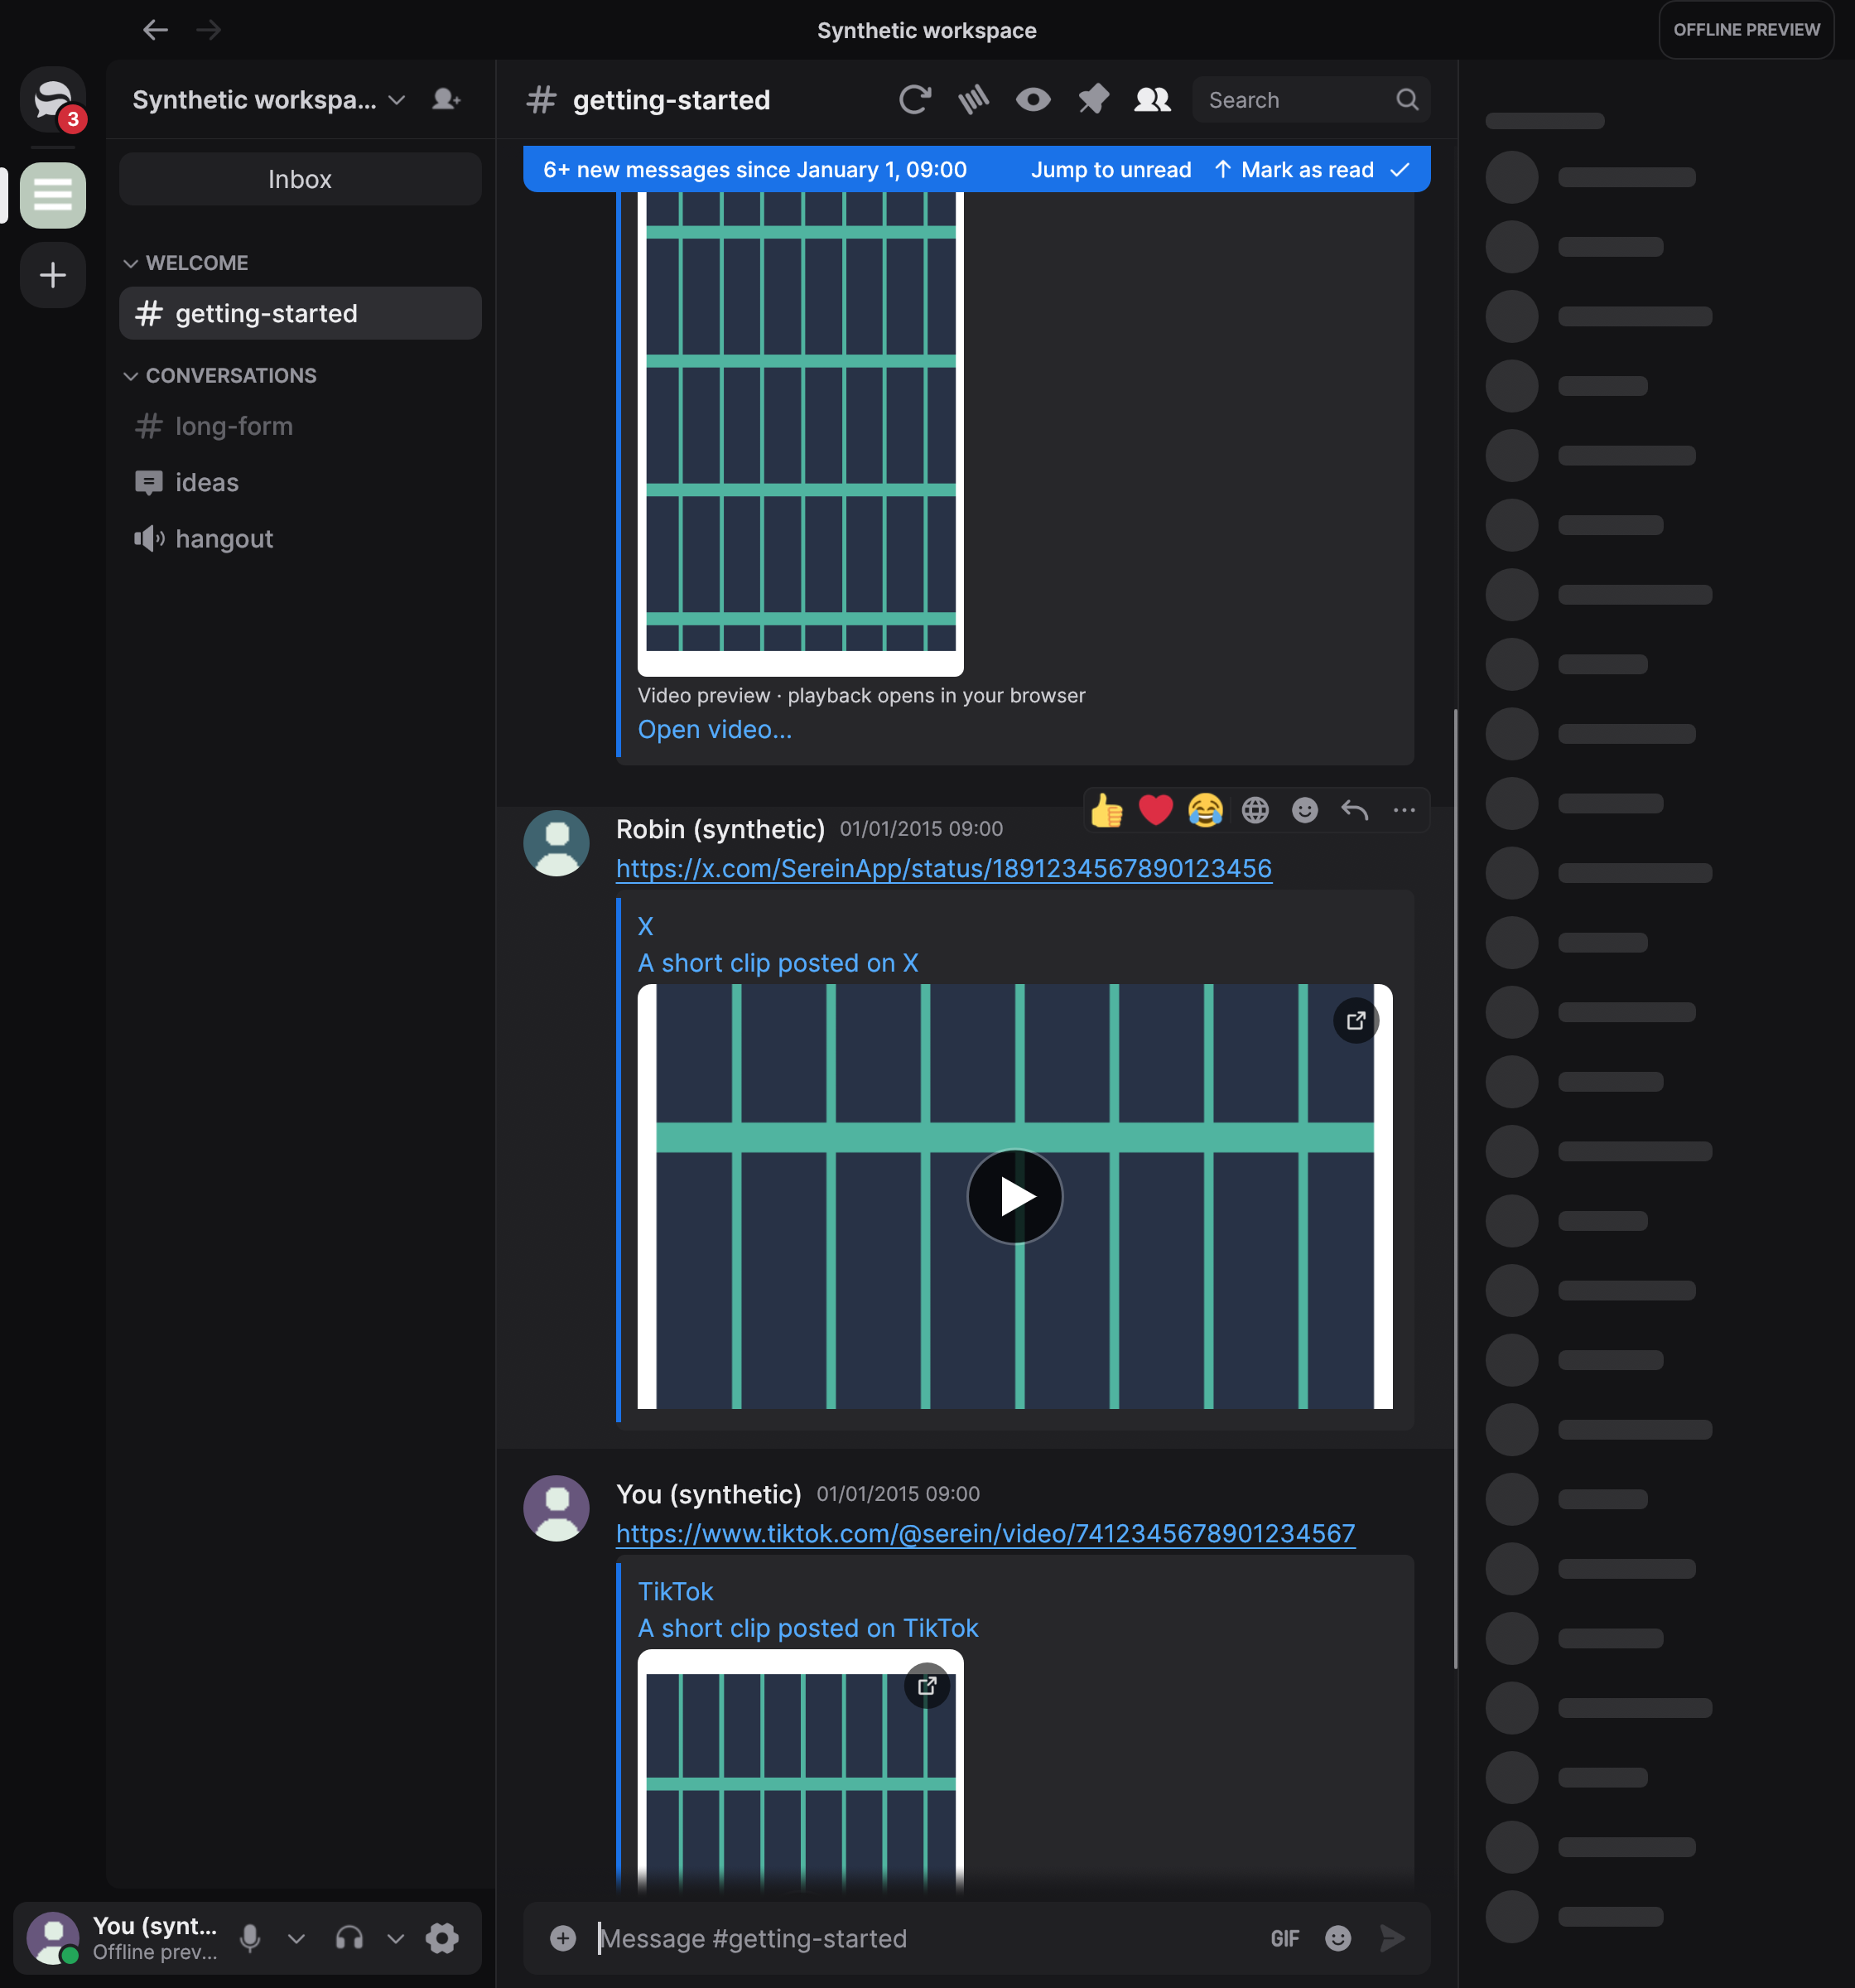 Synthetic workspace
OFFLINE PREVIEW
3
Synthetic workspa...
Inbox
WELCOME
getting-started
CONVERSATIONS
long-form
ideas
hangout
getting-started
Search
6+ new messages since January 1, 09:00
Jump to unread
Mark as read
Video preview · playback opens in your browser
Open video...
Robin (synthetic) 01/01/2015 09:00
https://x.com/SereinApp/status/1891234567890123456
X
A short clip posted on X
You (synthetic) 01/01/2015 09:00
https://www.tiktok.com/@serein/video/7412345678901234567
TikTok
A short clip posted on TikTok
You (synt...
Offline prev...
Message #getting-started
GIF